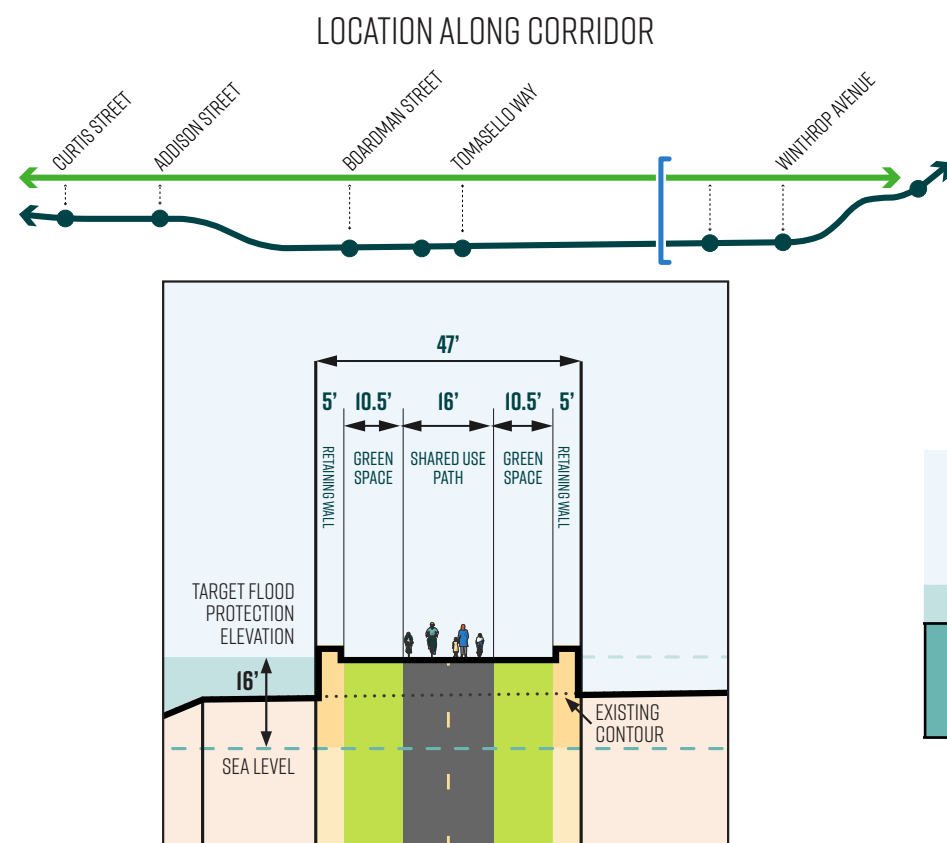 LOCATION ALONG CORRIDOR
CURTIS STREET
ADDISON STREET
BOARDMAN STREET
TOMASELLO WAY
WINTHROP AVENUE
47’
5’ 10.5’ 16’ 10.5’ 5’
RETAINING WALL
GREEN
SPACE
SHARED USE
PATH
GREEN
SPACE
RETAINING WALL
TARGET FLOOD
PROTECTION
ELEVATION
16’
EXISTING
CONTOUR
SEA LEVEL